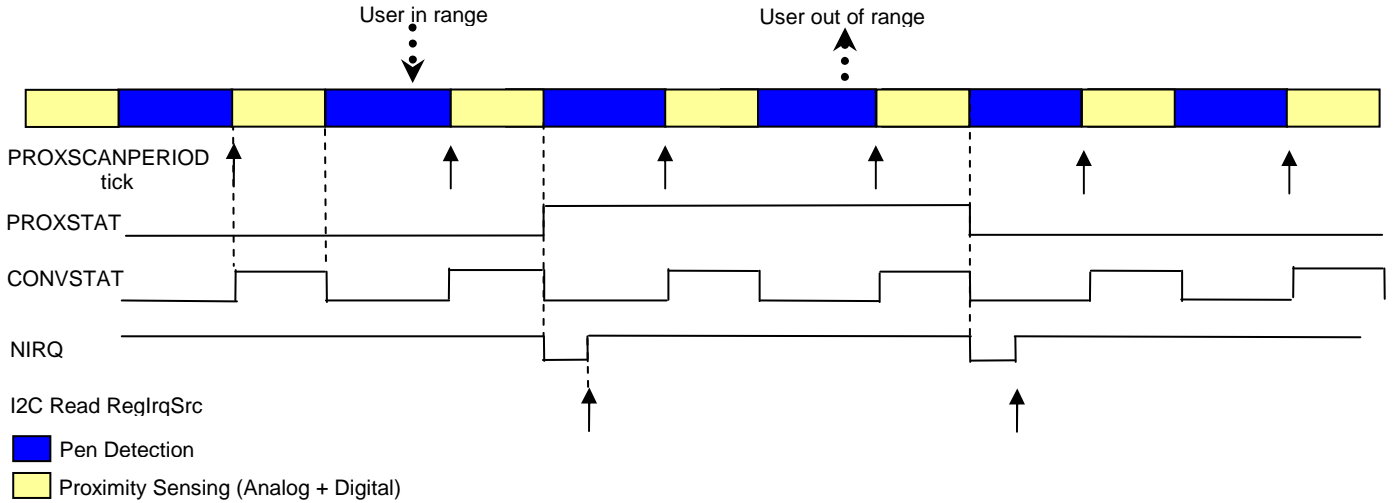 User in range
User out of range
PROXSCANPERIOD
tick
PROXSTAT
CONVSTAT
NIRQ
I2C Read RegIrqSrc
Pen Detection
Proximity Sensing (Analog + Digital)